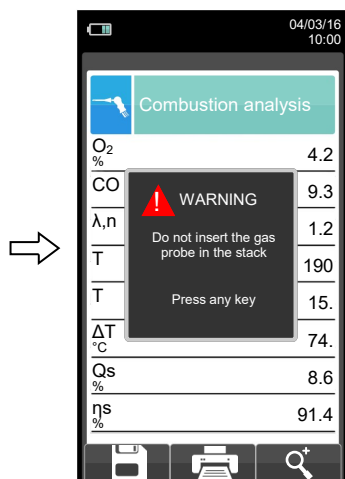 04/03/16
10:00
Combustion analysis
O2
%
4.2
CO
9.3
λ,n
1.2
T
190
T
15.
ΔT
°C
74.
Qs
%
8.6
ηs
%
91.4
! WARNING
Do not insert the gas
probe in the stack
Press any key